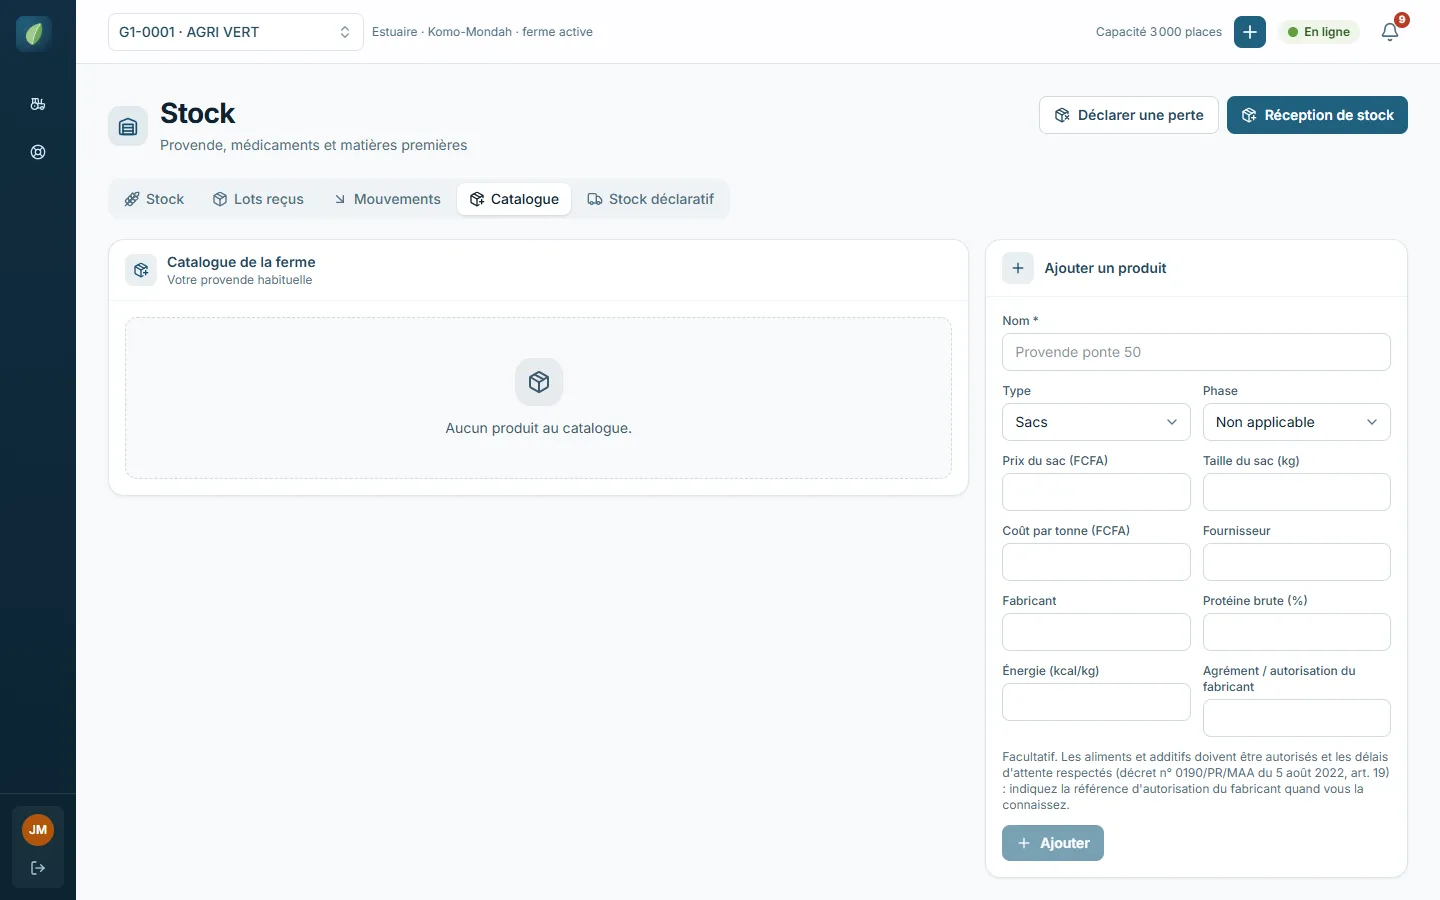 G1-0001 · AGRI VERT
Estuaire · Komo-Mondah · ferme active
Capacité 3 000 places
En ligne
9
Stock
Provende, médicaments et matières premières
Déclarer une perte
Réception de stock
Stock
Lots reçus
Mouvements
Catalogue
Stock déclaratif
Catalogue de la ferme
Votre provende habituelle
Aucun produit au catalogue.
Ajouter un produit
Nom *
Provende ponte 50
Type
Phase
Sacs
Non applicable
Prix du sac (FCFA)
Taille du sac (kg)
Coût par tonne (FCFA)
Fournisseur
Fabricant
Protéine brute (%)
Énergie (kcal/kg)
Agrément / autorisation du
fabricant
Facultatif. Les aliments et additifs doivent être autorisés et les délais
d'attente respectés (décret n° 0190/PR/MAA du 5 août 2022, art. 19)
: indiquez la référence d'autorisation du fabricant quand vous la
connaissez.
Ajouter
JM